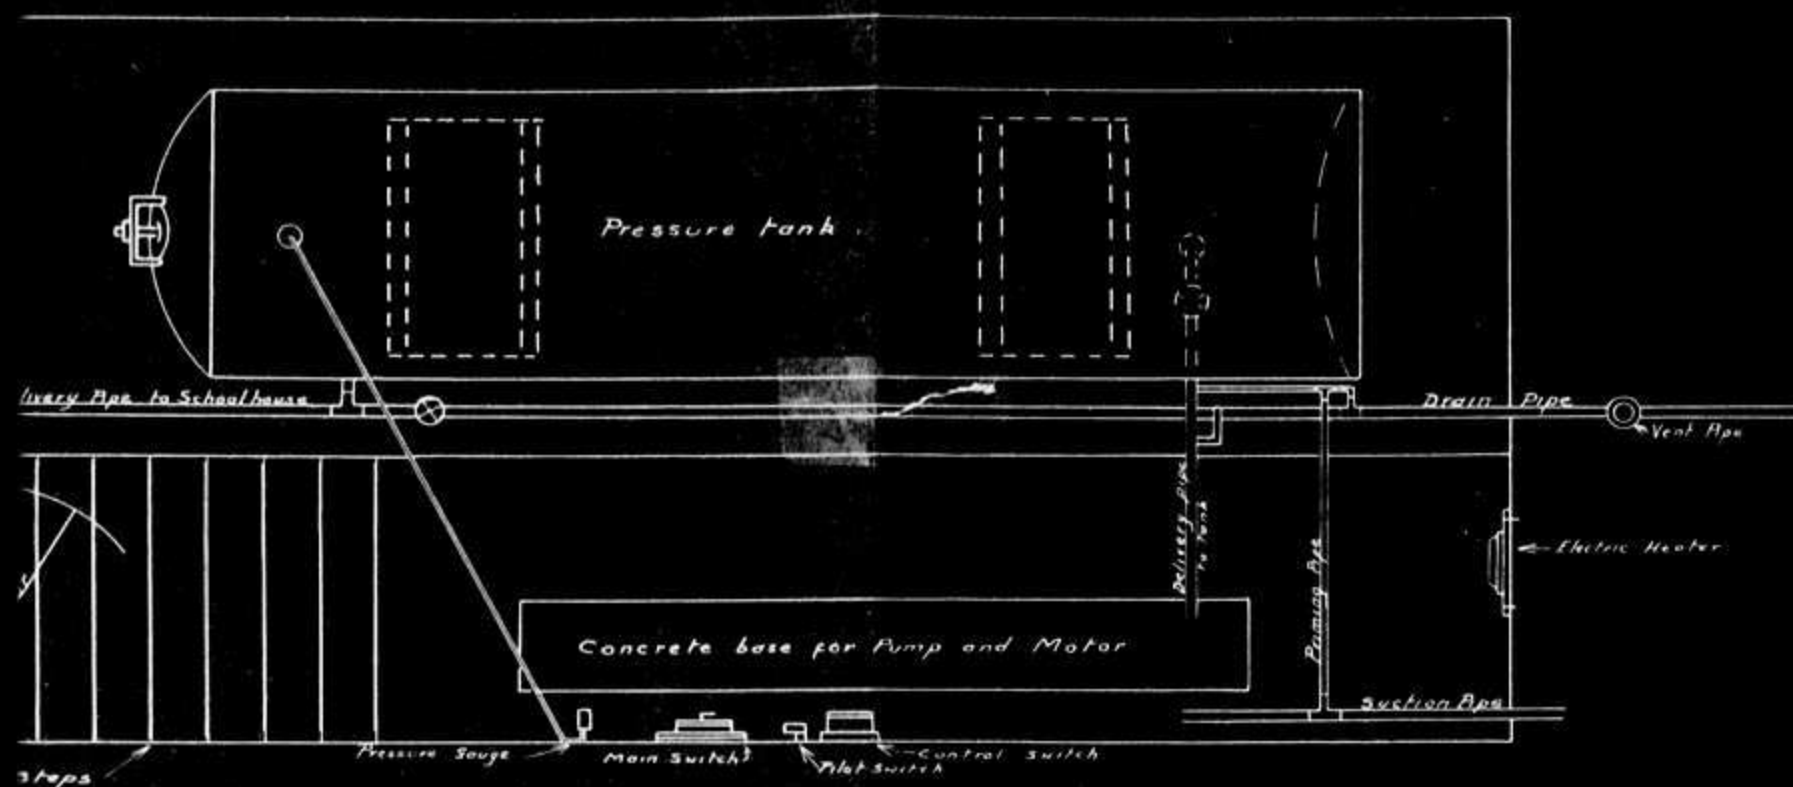 Pressure tank
livery Pipe to Schoolhouse
Drain Pipe
Vent Pipe
Delivery pipe
to tank
Electric Heater
Priming Pipe
Concrete base for Pump and Motor
Suction Pipe
Pressure Gauge
Main Switch
Control Switch
Pilot Switch
Steps